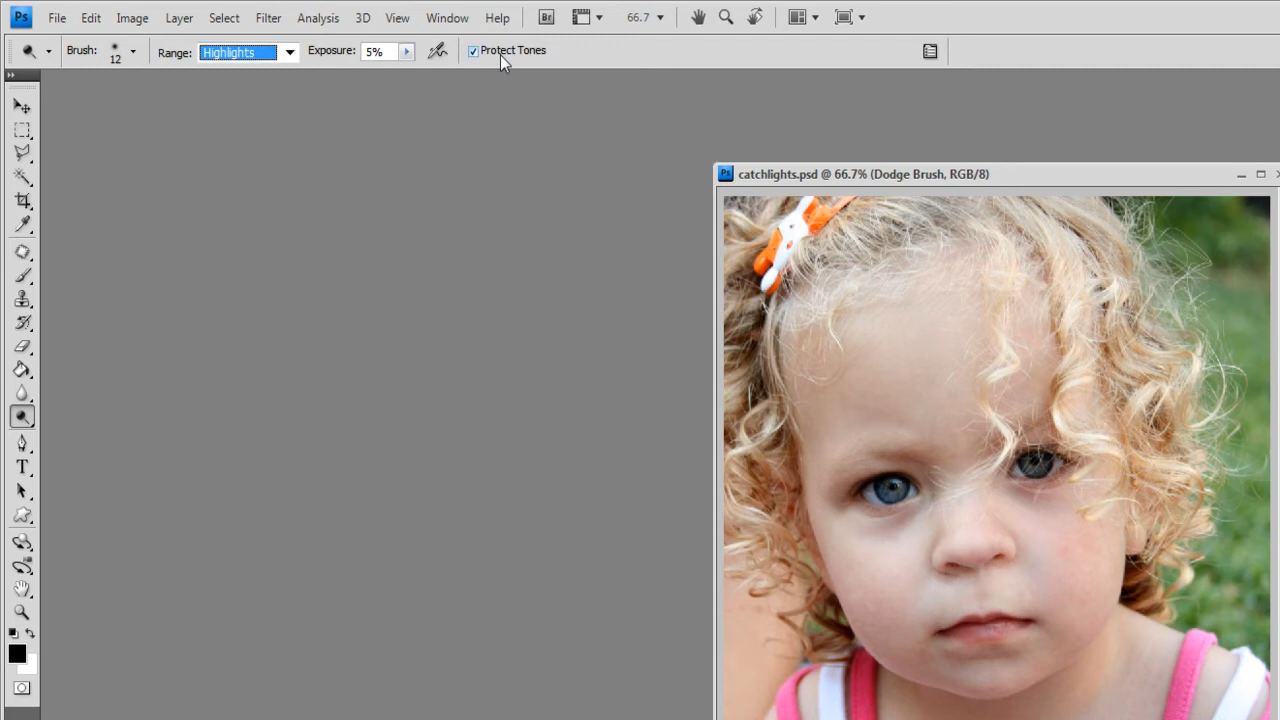 Ps File Edit Image Layer Select Filter Analysis 3D View Window Help Br 66.7
Brush: 12 Range: Highlights Exposure: 5% Protect Tones
Ps catchlights.psd @ 66.7% (Dodge Brush, RGB/8)
T